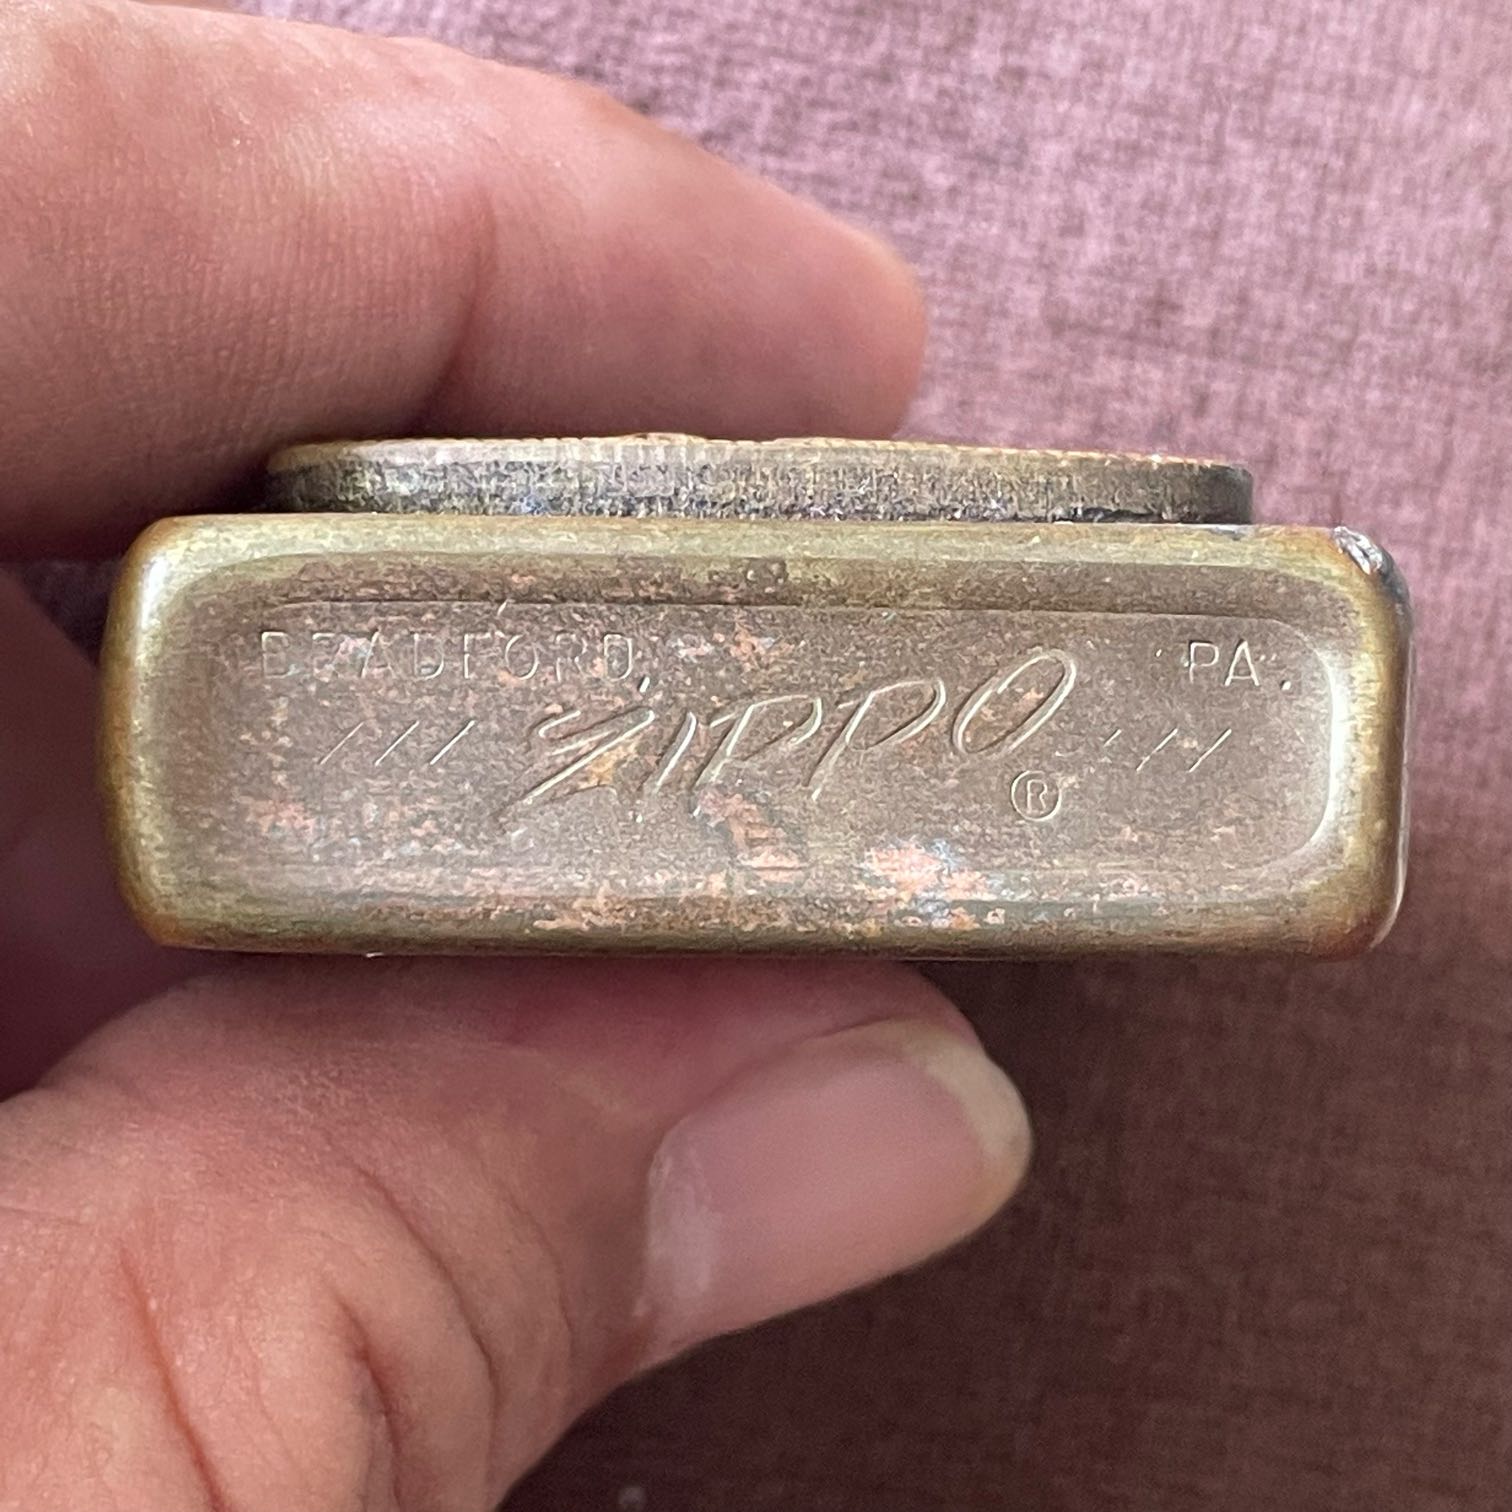 BRADFORD, PA.
/// ZIPPO ////
®